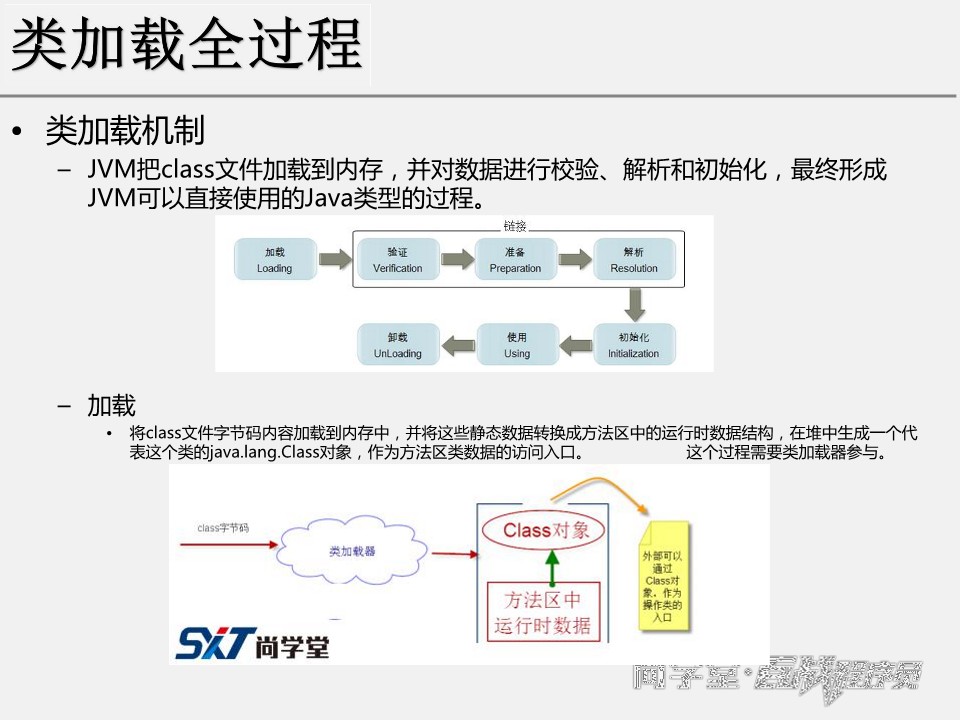 类加载全过程
• 类加载机制
– JVM把class文件加载到内存，并对数据进行校验、解析和初始化，最终形成
JVM可以直接使用的Java类型的过程。
链接
加载
Loading
验证
Verification
准备
Preparation
解析
Resolution
卸载
UnLoading
使用
Using
初始化
Initialization
– 加载
• 将class文件字节码内容加载到内存中，并将这些静态数据转换成方法区中的运行时数据结构，在堆中生成一个代
表这个类的java.lang.Class对象，作为方法区类数据的访问入口。 这个过程需要类加载器参与。
class字节码
类加载器
Class对象
方法区中
运行时数据
外部可以
通过
Class对
象，作为
操作类的
入口
SXT尚学堂